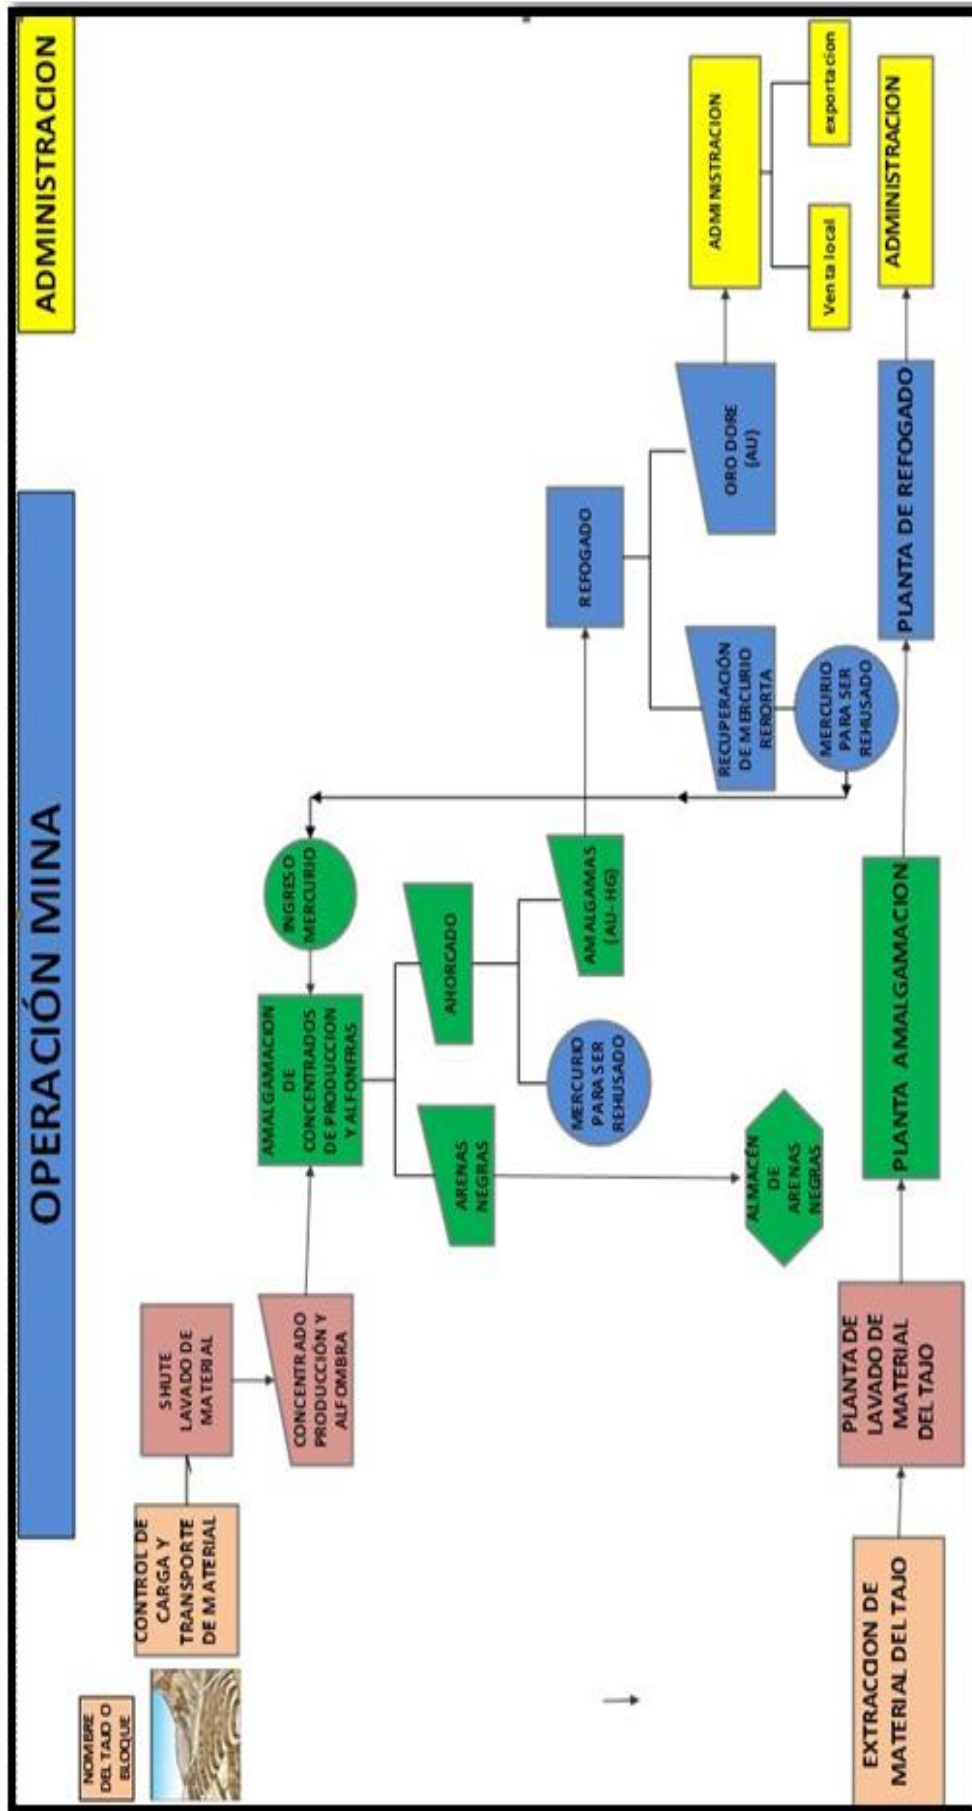 OPERACIÓN MINA
ADMINISTRACION
NOMBRE
DEL TAJO O
BLOQUE
CONTROL DE
CARGA Y
TRANSPORTE
DE MATERIAL
SHUTE
LAVADO DE
MATERIAL
CONCENTRADO
PRODUCCIÓN Y
ALFOMBRA
AMALGAMACION
DE
CONCENTRADOS
DE PRODUCCION
Y ALFONFRAS
INGRESO
MERCURIO
ARENAS
NEGRAS
AHORCADO
MERCURIO
PARA SER
REHUSADO
AMALGAMAS
(AU-HG)
ALMACÉN
DE
ARENAS
NEGRAS
REFOGADO
RECUPERACIÓN
DE MERCURIO
RERORTA
MERCURIO
PARA SER
REHUSADO
ORO DORE
(AU)
ADMINISTRACION
Venta local
exportacion
EXTRACCION DE
MATERIAL DEL TAJO
PLANTA DE
LAVADO DE
MATERIAL
DEL TAJO
PLANTA AMALGAMACION
PLANTA DE REFOGADO
ADMINISTRACION